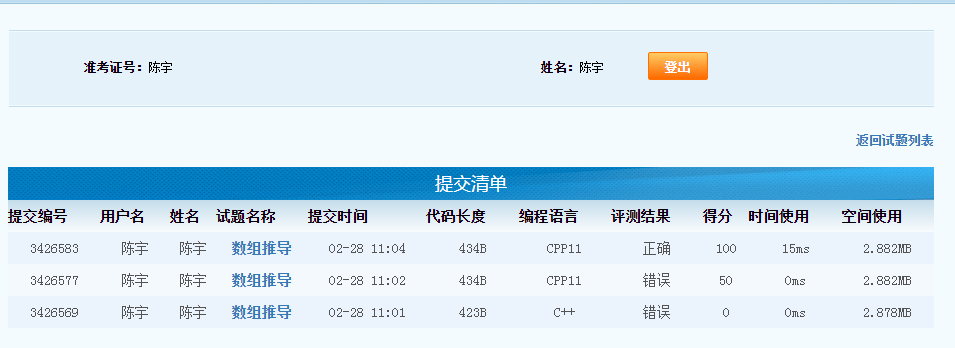 准考证号：陈宇 姓名：陈宇 登出
返回试题列表
提交清单
提交编号 用户名 姓名 试题名称 提交时间 代码长度 编程语言 评测结果 得分 时间使用 空间使用
3426583 陈宇 陈宇 数组推导 02-28 11:04 434B CPP11 正确 100 15ms 2.882MB
3426577 陈宇 陈宇 数组推导 02-28 11:02 434B CPP11 错误 50 0ms 2.882MB
3426569 陈宇 陈宇 数组推导 02-28 11:01 423B C++ 错误 0 0ms 2.878MB